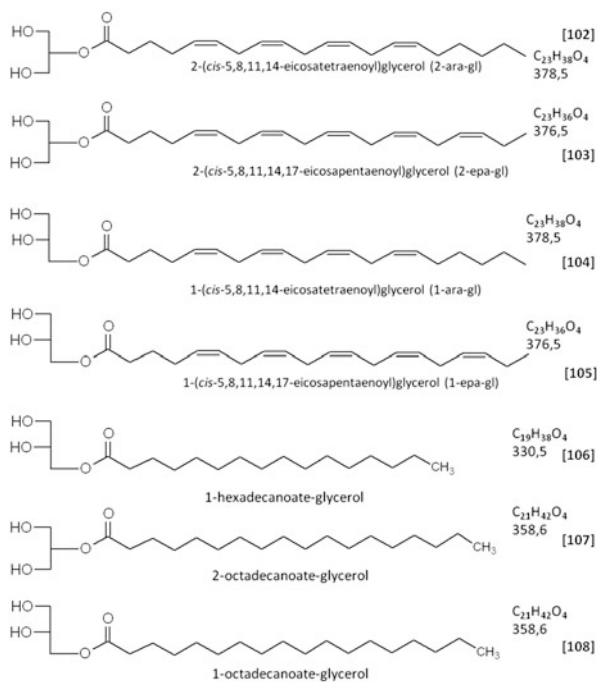 HO
HO
O
O
[102]
C₂₃H₃₈O₄
378,5
2-(cis-5,8,11,14-eicosatetraenoyl)glycerol (2-ara-gl)
HO
HO
O
O
C₂₃H₃₆O₄
376,5
[103]
2-(cis-5,8,11,14,17-eicosapentaenoyl)glycerol (2-epa-gl)
HO
HO
O
O
C₂₃H₃₈O₄
378,5
[104]
1-(cis-5,8,11,14-eicosatetraenoyl)glycerol (1-ara-gl)
HO
HO
O
O
C₂₃H₃₆O₄
376,5
[105]
1-(cis-5,8,11,14,17-eicosapentaenoyl)glycerol (1-epa-gl)
HO
HO
O
O
CH₃
C₁₉H₃₈O₄
330,5
[106]
1-hexadecanoate-glycerol
HO
HO
O
O
CH₃
C₂₁H₄₂O₄
358,6
[107]
2-octadecanoate-glycerol
HO
HO
O
O
CH₃
C₂₁H₄₂O₄
358,6
[108]
1-octadecanoate-glycerol